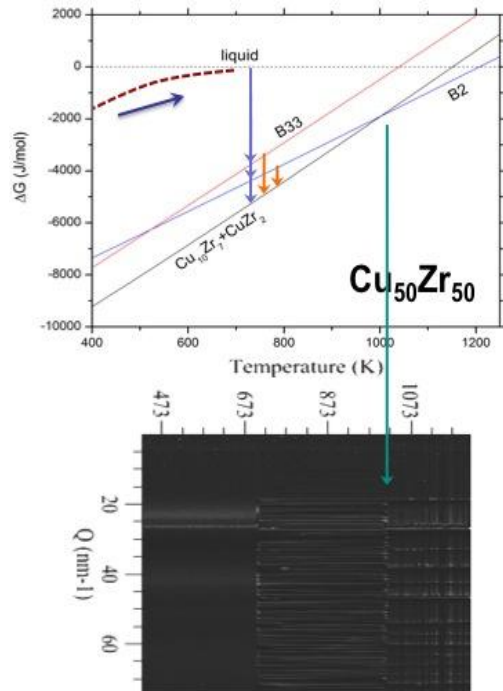 2000
0
-2000
-4000
-6000
-8000
-10000
ΔG (J/mol)
liquid
B33
B2
Cu₁₀Zr₇+CuZr₂
Cu₅₀Zr₅₀
400
600
800
1000
1200
Temperature (K)
473
673
873
1073
20
40
60
Q (nm-1)